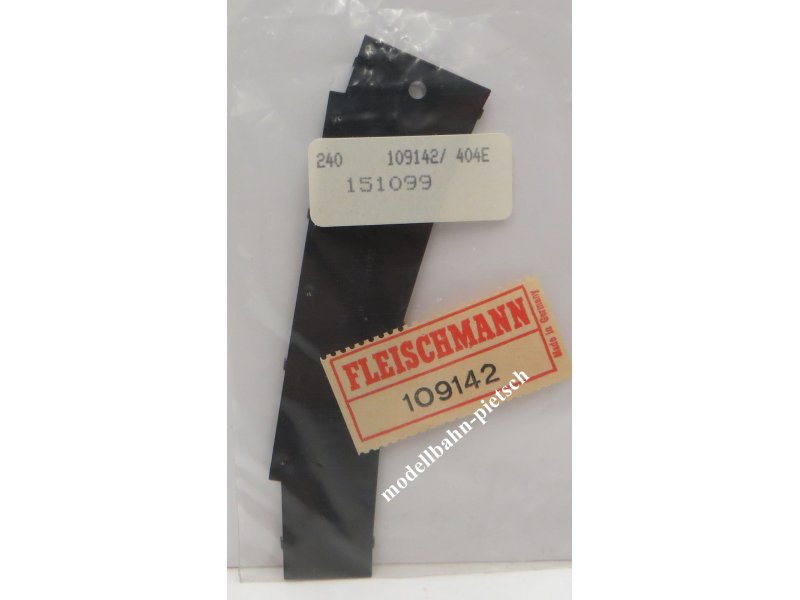 240 109142/ 404E
151099
FLEISCHMANN
109142
Made in Germany
modellbahn-pietsch